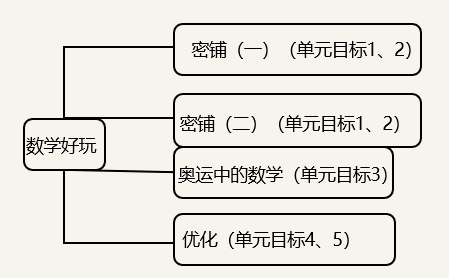 密铺（一）（单元目标1、2）
密铺（二）（单元目标1、2）
数学好玩
奥运中的数学（单元目标3）
优化（单元目标4、5）